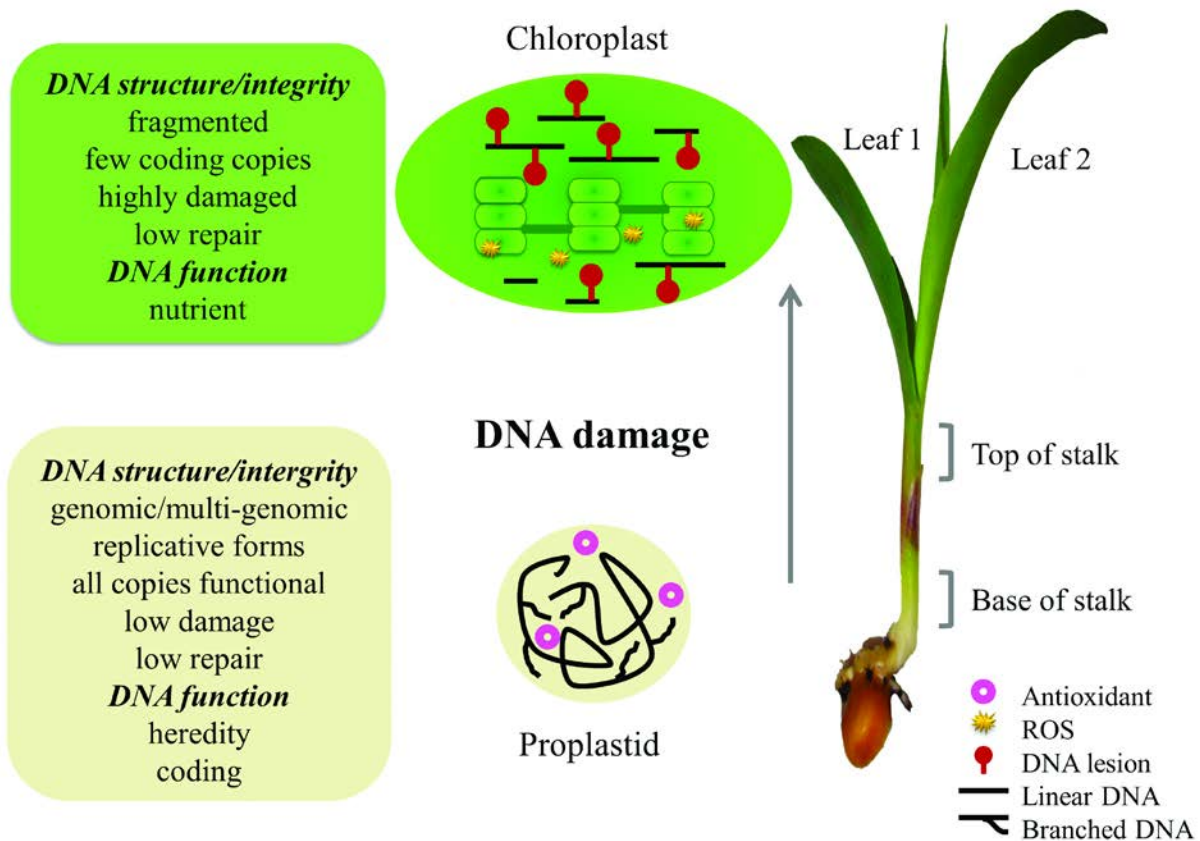 Chloroplast
DNA structure/integrity
fragmented
few coding copies
highly damaged
low repair
DNA function
nutrient
Leaf 1
Leaf 2
DNA damage
Top of stalk
Base of stalk
DNA structure/intergrity
genomic/multi-genomic
replicative forms
all copies functional
low damage
low repair
DNA function
heredity
coding
Proplastid
Antioxidant
ROS
DNA lesion
Linear DNA
Branched DNA